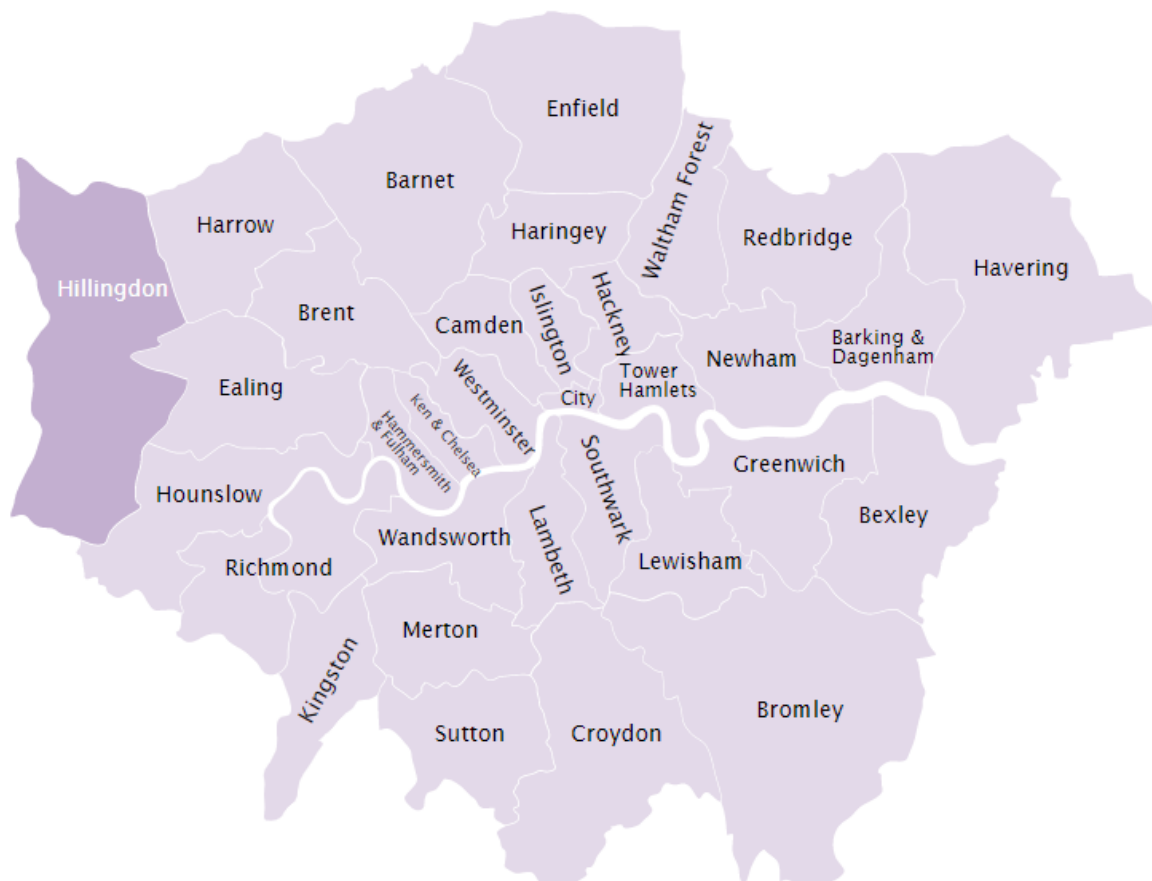 Enfield
Barnet
Waltham Forest
Harrow
Haringey
Redbridge
Havering
Hillingdon
Brent
Camden
Islington
Hackney
Barking &
Dagenham
Newham
Ealing
Tower
Hamlets
Westminster
City
Ken & Chelsea
Hammersmith
& Fulham
Southwark
Greenwich
Hounslow
Bexley
Wandsworth
Lambeth
Lewisham
Richmond
Merton
Kingston
Sutton
Croydon
Bromley